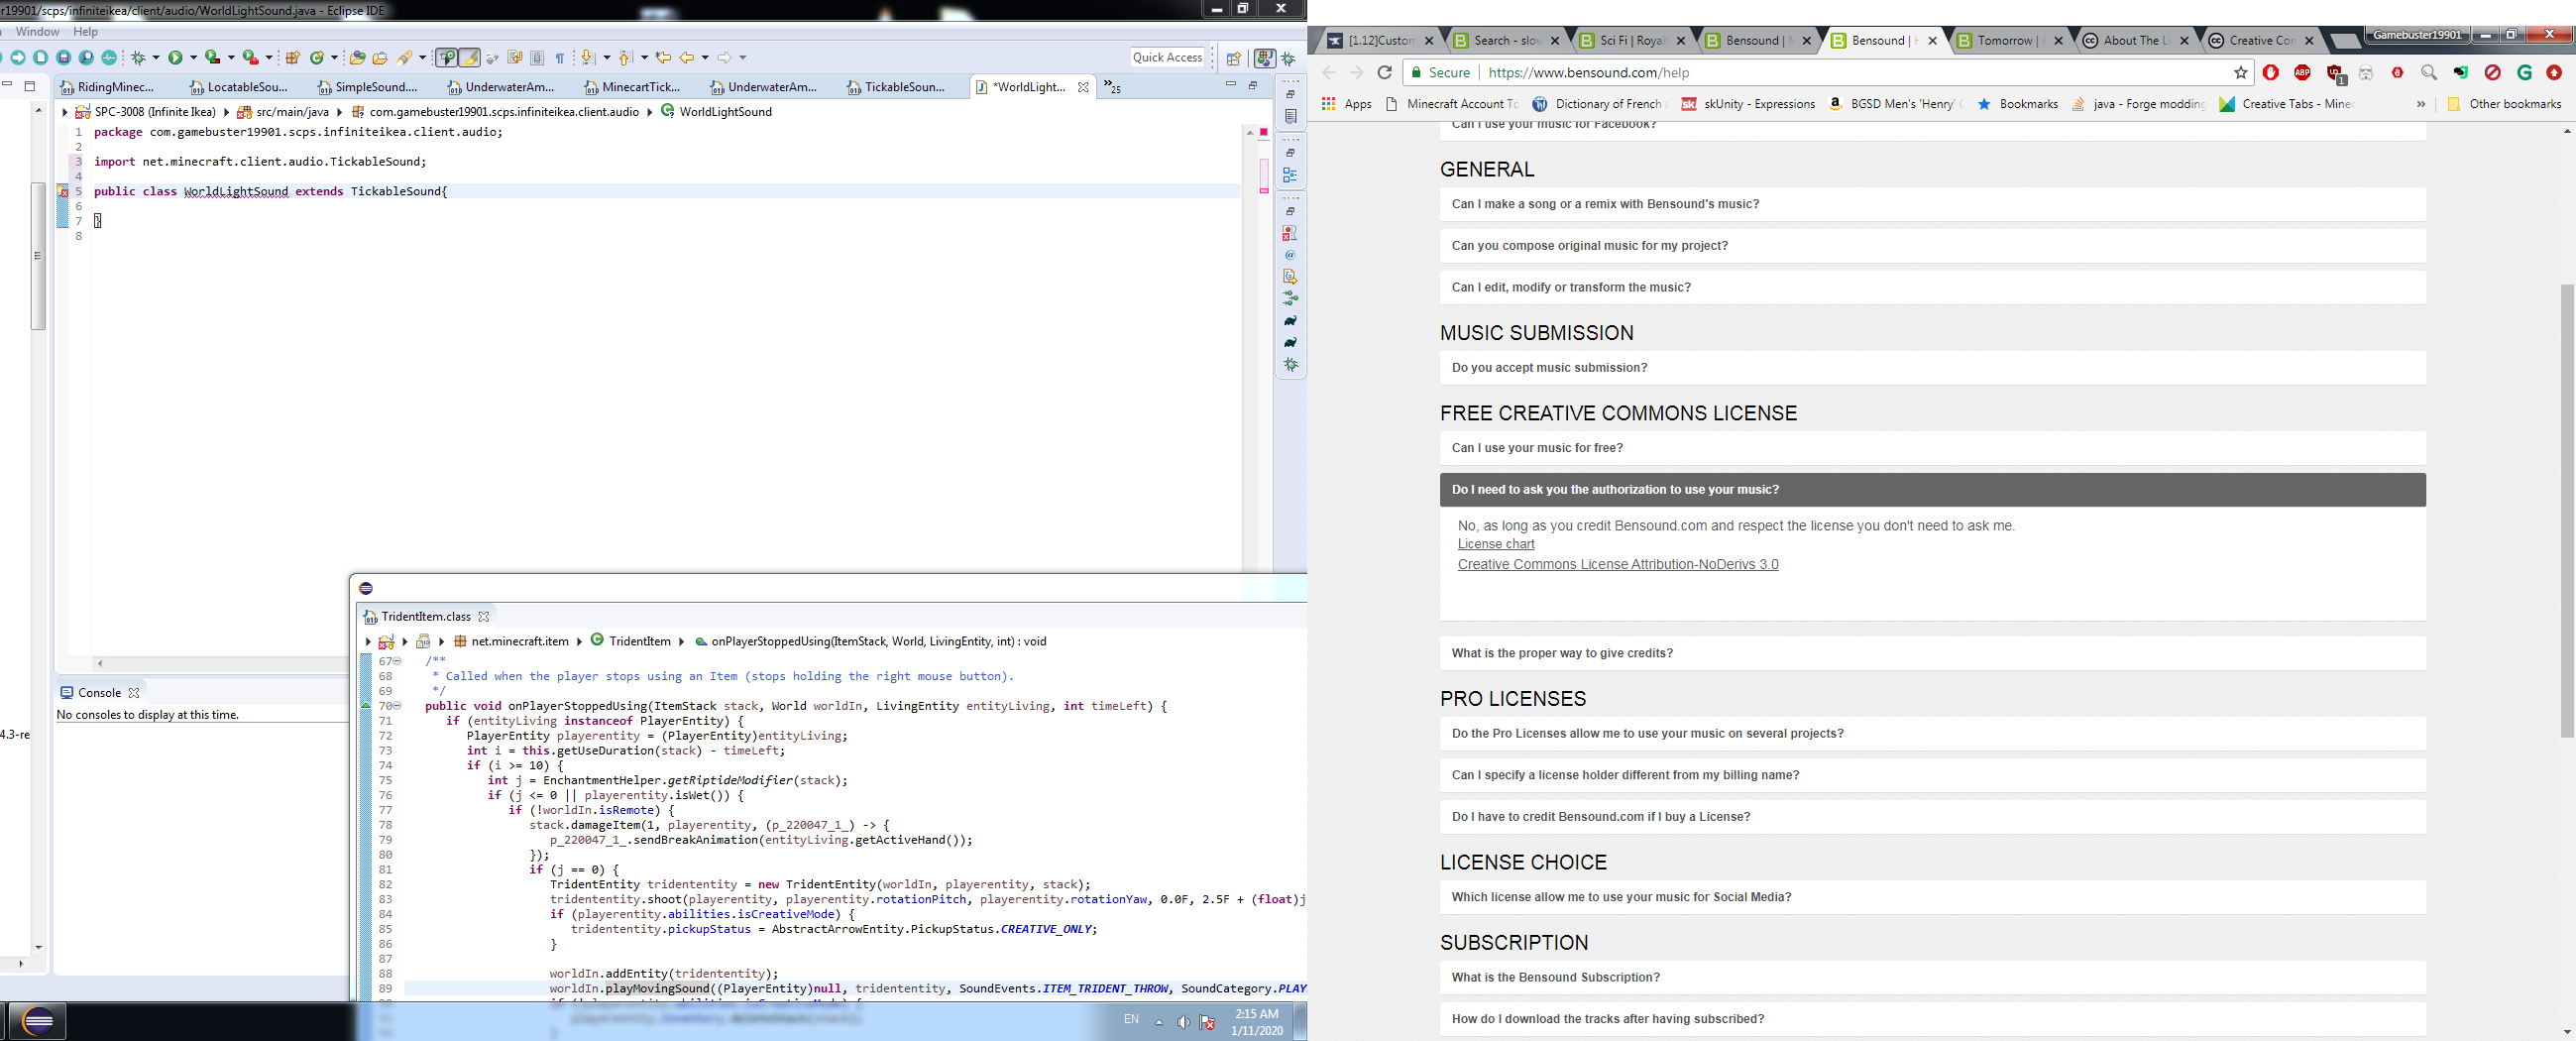 r19901/scps/infiniteikea/client/audio/WorldLightSound.java - Eclipse IDE
Window Help
Quick Access
RidingMinec... LocatableSou... SimpleSound.... UnderwaterAm... MinecartTick... UnderwaterAm... TickableSoun... *WorldLight... »25
SPC-3008 (Infinite Ikea) src/main/java com.gamebuster19901.scps.infiniteikea.client.audio WorldLightSound
1 package com.gamebuster19901.scps.infiniteikea.client.audio;
2
3 import net.minecraft.client.audio.TickableSound;
4
5 public class WorldLightSound extends TickableSound{
6
7 }
8
Console
No consoles to display at this time.
4.3-re
TridentItem.class
net.minecraft.item TridentItem onPlayerStoppedUsing(ItemStack, World, LivingEntity, int) : void
67 /**
68 * Called when the player stops using an Item (stops holding the right mouse button).
69 */
70 public void onPlayerStoppedUsing(ItemStack stack, World worldIn, LivingEntity entityLiving, int timeLeft) {
71 if (entityLiving instanceof PlayerEntity) {
72 PlayerEntity playerentity = (PlayerEntity)entityLiving;
73 int i = this.getUseDuration(stack) - timeLeft;
74 if (i >= 10) {
75 int j = EnchantmentHelper.getRiptideModifier(stack);
76 if (j <= 0 || playerentity.isWet()) {
77 if (!worldIn.isRemote) {
78 stack.damageItem(1, playerentity, (p_220047_1_) -> {
79 p_220047_1_.sendBreakAnimation(entityLiving.getActiveHand());
80 });
81 if (j == 0) {
82 TridentEntity tridententity = new TridentEntity(worldIn, playerentity, stack);
83 tridententity.shoot(playerentity, playerentity.rotationPitch, playerentity.rotationYaw, 0.0F, 2.5F + (float)j
84 if (playerentity.abilities.isCreativeMode) {
85 tridententity.pickupStatus = AbstractArrowEntity.PickupStatus.CREATIVE_ONLY;
86 }
87
88 worldIn.addEntity(tridententity);
89 worldIn.playMovingSound((PlayerEntity)null, tridententity, SoundEvents.ITEM_TRIDENT_THROW, SoundCategory.PLAY
EN
2:15 AM
1/11/2020
[1.12]Custom Search - slow Sci Fi | Royal Bensound | Bensound | Tomorrow | About The L Creative Con Gamebuster19901
Secure https://www.bensound.com/help
Apps Minecraft Account To Dictionary of French skUnity - Expressions BGSD Men's 'Henry' Bookmarks java - Forge modding Creative Tabs - Mine » Other bookmarks
Can I use your music for Facebook?
GENERAL
Can I make a song or a remix with Bensound's music?
Can you compose original music for my project?
Can I edit, modify or transform the music?
MUSIC SUBMISSION
Do you accept music submission?
FREE CREATIVE COMMONS LICENSE
Can I use your music for free?
Do I need to ask you the authorization to use your music?
No, as long as you credit Bensound.com and respect the license you don't need to ask me.
License chart
Creative Commons License Attribution-NoDerivs 3.0
What is the proper way to give credits?
PRO LICENSES
Do the Pro Licenses allow me to use your music on several projects?
Can I specify a license holder different from my billing name?
Do I have to credit Bensound.com if I buy a License?
LICENSE CHOICE
Which license allow me to use your music for Social Media?
SUBSCRIPTION
What is the Bensound Subscription?
How do I download the tracks after having subscribed?